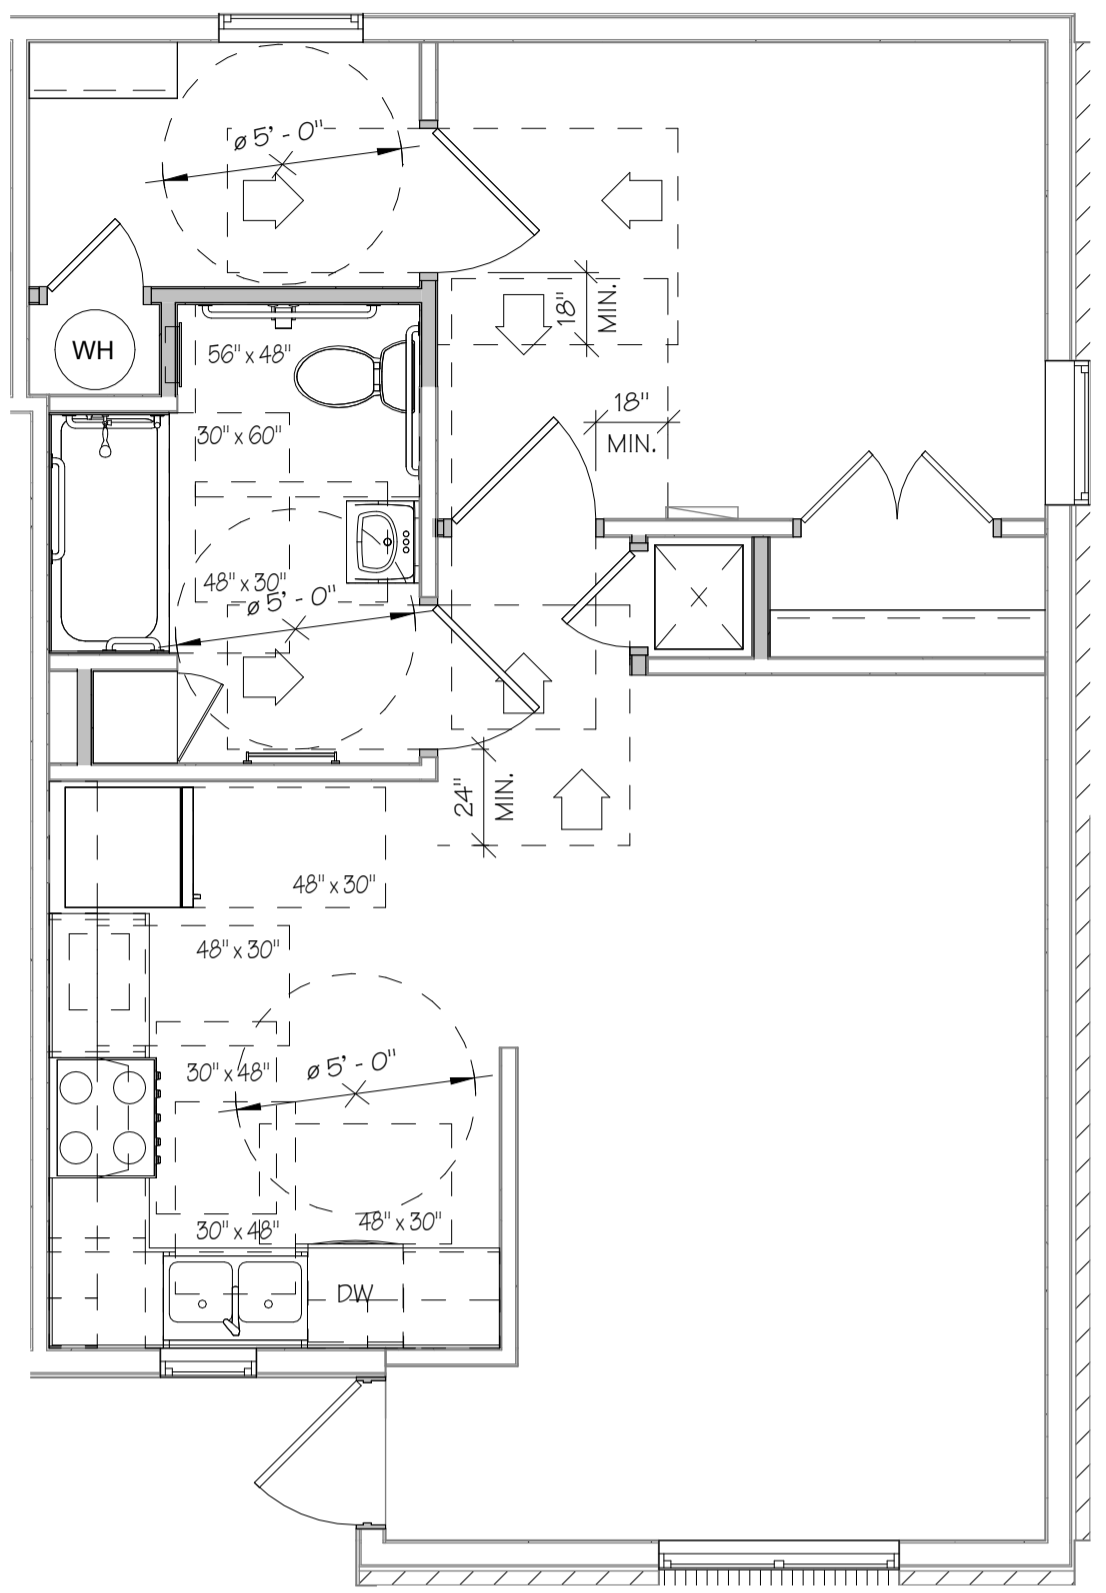 ø 5' - 0"
18"
MIN.
WH
56" x 48"
18"
MIN.
30" x 60"
48" x 30"
ø 5' - 0"
24"
MIN.
48" x 30"
48" x 30"
30" x 48"
ø 5' - 0"
30" x 48"
48" x 30"
DW